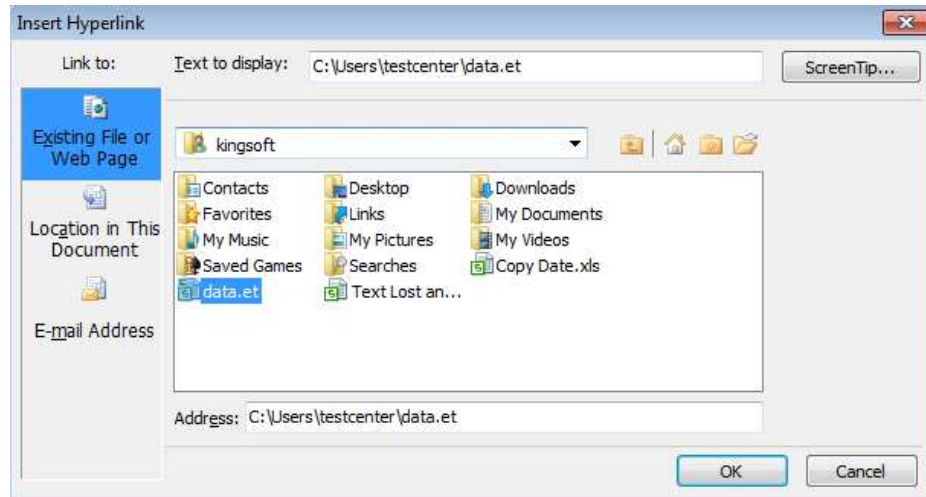 Insert Hyperlink
Link to:
Text to display: C:\Users\testcenter\data.et
ScreenTip...
Existing File or
Web Page
Location in This
Document
E-mail Address
kingsoft
Contacts Desktop Downloads
Favorites Links My Documents
My Music My Pictures My Videos
Saved Games Searches Copy Date.xls
data.et Text Lost an...
Address: C:\Users\testcenter\data.et
OK Cancel